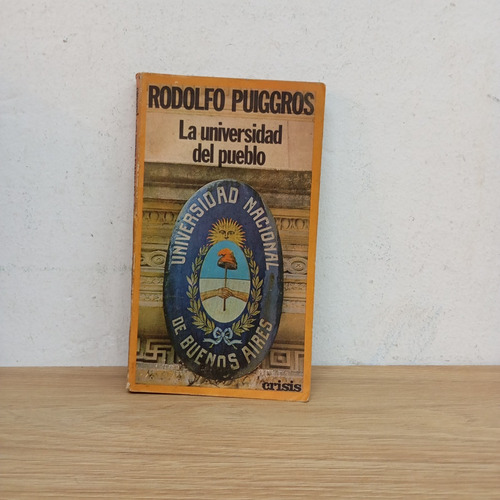 RODOLFO PUIGGROS
La universidad
del pueblo
UNIVERSIDAD NACIONAL
DE BUENOS AIRES
crisis